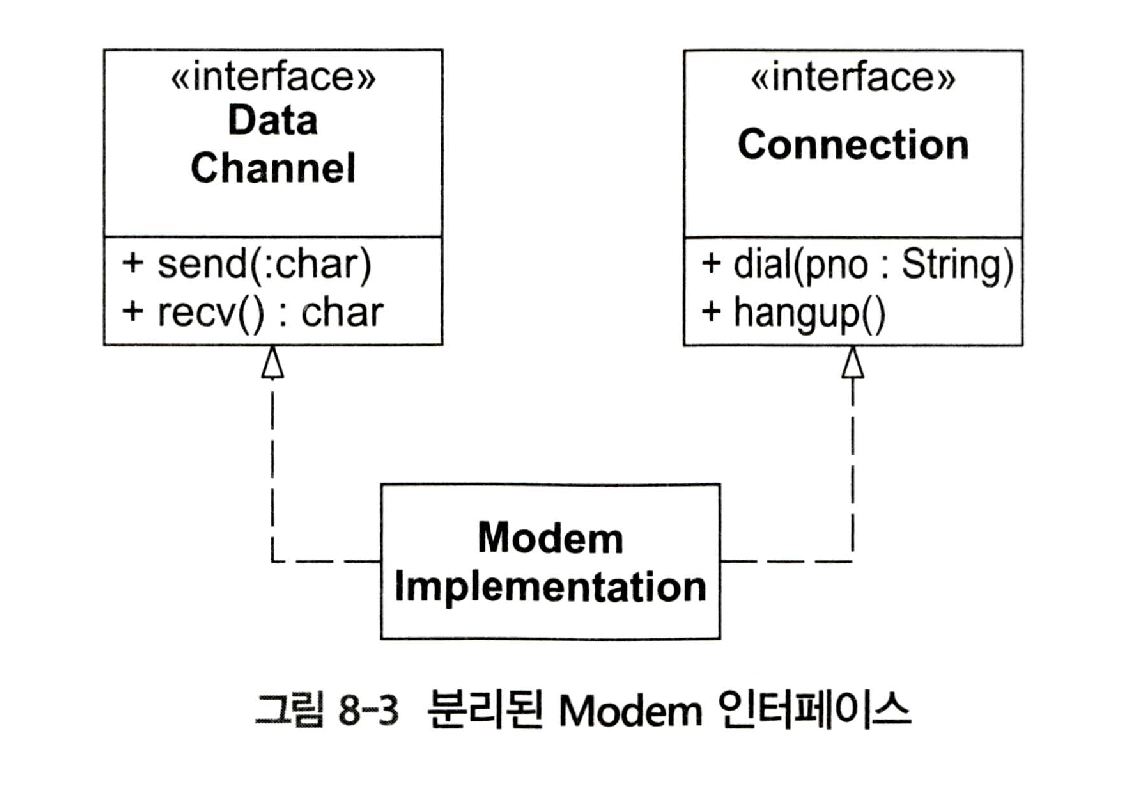 «interface»
Data
Channel
+ send(:char)
+ recv() : char
«interface»
Connection
+ dial(pno : String)
+ hangup()
Modem
Implementation
그림 8-3 분리된 Modem 인터페이스